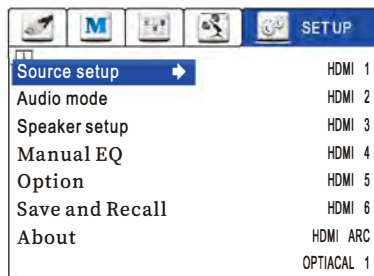 M SETUP
1
Source setup HDMI 1
Audio mode HDMI 2
Speaker setup HDMI 3
Manual EQ HDMI 4
Option HDMI 5
Save and Recall HDMI 6
About HDMI ARC
OPTIACAL 1